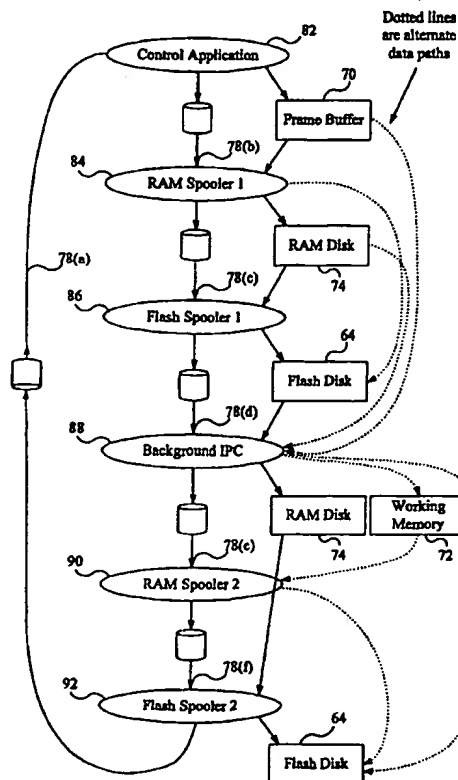 82
Dotted lines
are alternate
data paths
Control Application
70
Frame Buffer
84
78(b)
RAM Spooler 1
78(a)
RAM Disk
74
86
78(c)
Flash Spooler 1
64
Flash Disk
88
78(d)
Background IPC
RAM Disk
74
Working
Memory
72
90
78(e)
RAM Spooler 2
92
78(f)
Flash Spooler 2
64
Flash Disk